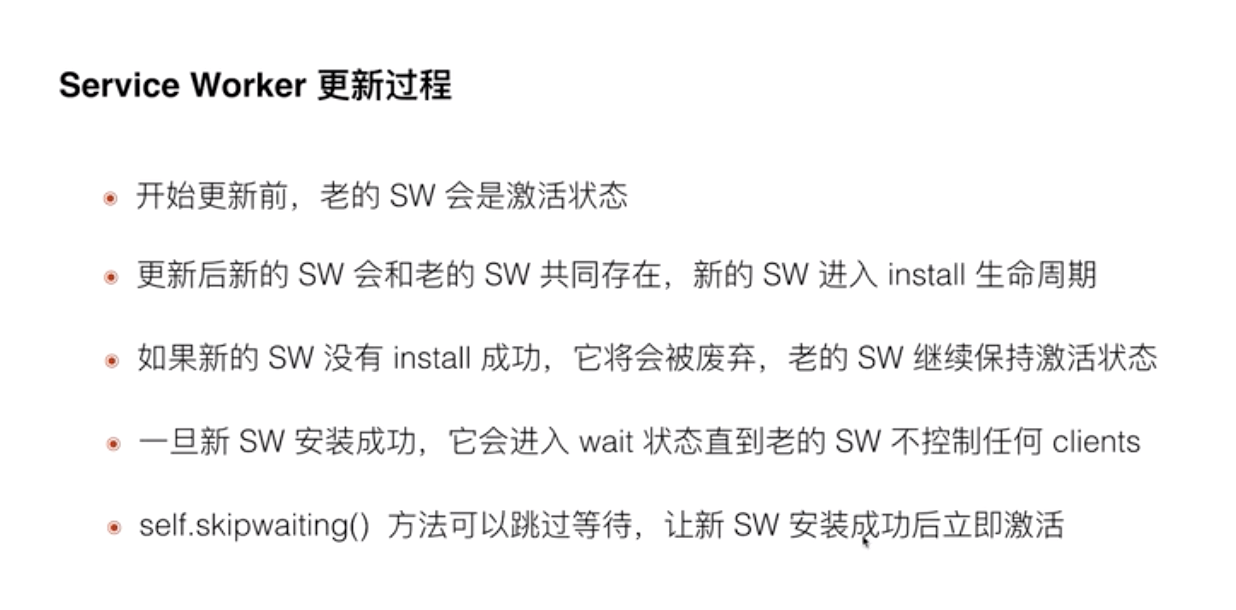 Service Worker 更新过程
开始更新前，老的 SW 会是激活状态
更新后新的 SW 会和老的 SW 共同存在，新的 SW 进入 install 生命周期
如果新的 SW 没有 install 成功，它将会被废弃，老的 SW 继续保持激活状态
一旦新 SW 安装成功，它会进入 wait 状态直到老的 SW 不控制任何 clients
self.skipwaiting() 方法可以跳过等待，让新 SW 安装成功后立即激活